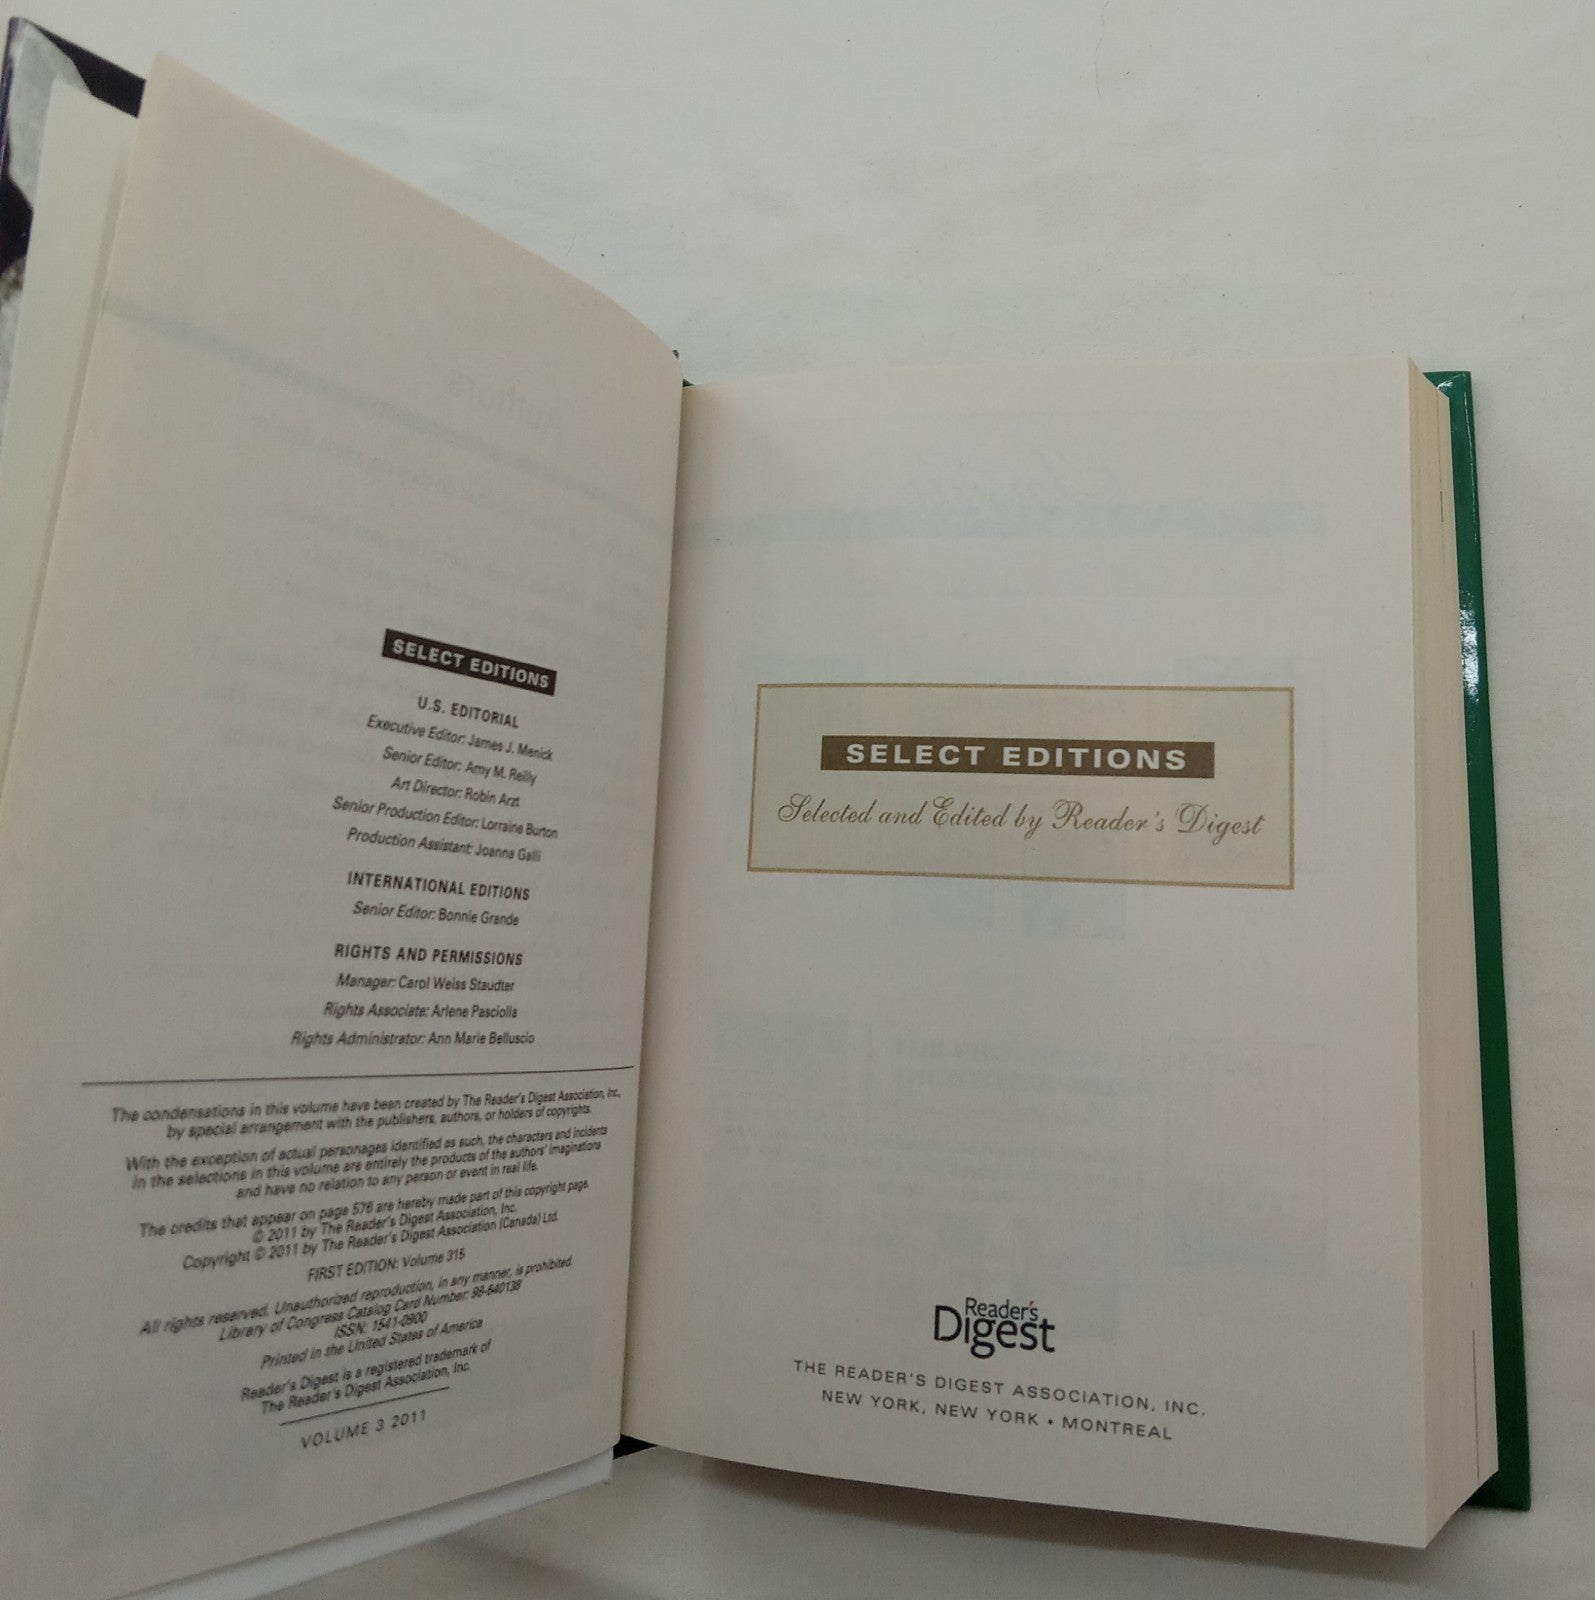 SELECT EDITIONS
U.S. EDITORIAL
Executive Editor: James J. Menick
Senior Editor: Amy M. Reilly
Art Director: Robin Arzt
Senior Production Editor: Lorraine Burton
Production Assistant: Joanna Galli
INTERNATIONAL EDITIONS
Senior Editor: Bonnie Grande
RIGHTS AND PERMISSIONS
Manager: Carol Weiss Staudter
Rights Associate: Arlene Pasciolla
Rights Administrator: Ann Marie Belluscio
The condensations in this volume have been created by The Reader's Digest Association, Inc.,
by special arrangement with the publishers, authors, or holders of copyrights.
With the exception of actual personages identified as such, the characters and incidents
in the selections in this volume are entirely the products of the authors' imaginations
and have no relation to any person or event in real life.
The credits that appear on page 576 are hereby made part of this copyright page.
© 2011 by The Reader's Digest Association, Inc.
Copyright © 2011 by The Reader's Digest Association (Canada) Ltd.
FIRST EDITION: Volume 315
All rights reserved. Unauthorized reproduction, in any manner, is prohibited.
Library of Congress Catalog Card Number: 98-640138
ISSN: 1541-0900
Printed in the United States of America
Reader's Digest is a registered trademark of
The Reader's Digest Association, Inc.
VOLUME 3 2011
SELECT EDITIONS
Selected and Edited by Reader's Digest
Reader's
Digest
THE READER'S DIGEST ASSOCIATION, INC.
NEW YORK, NEW YORK • MONTREAL